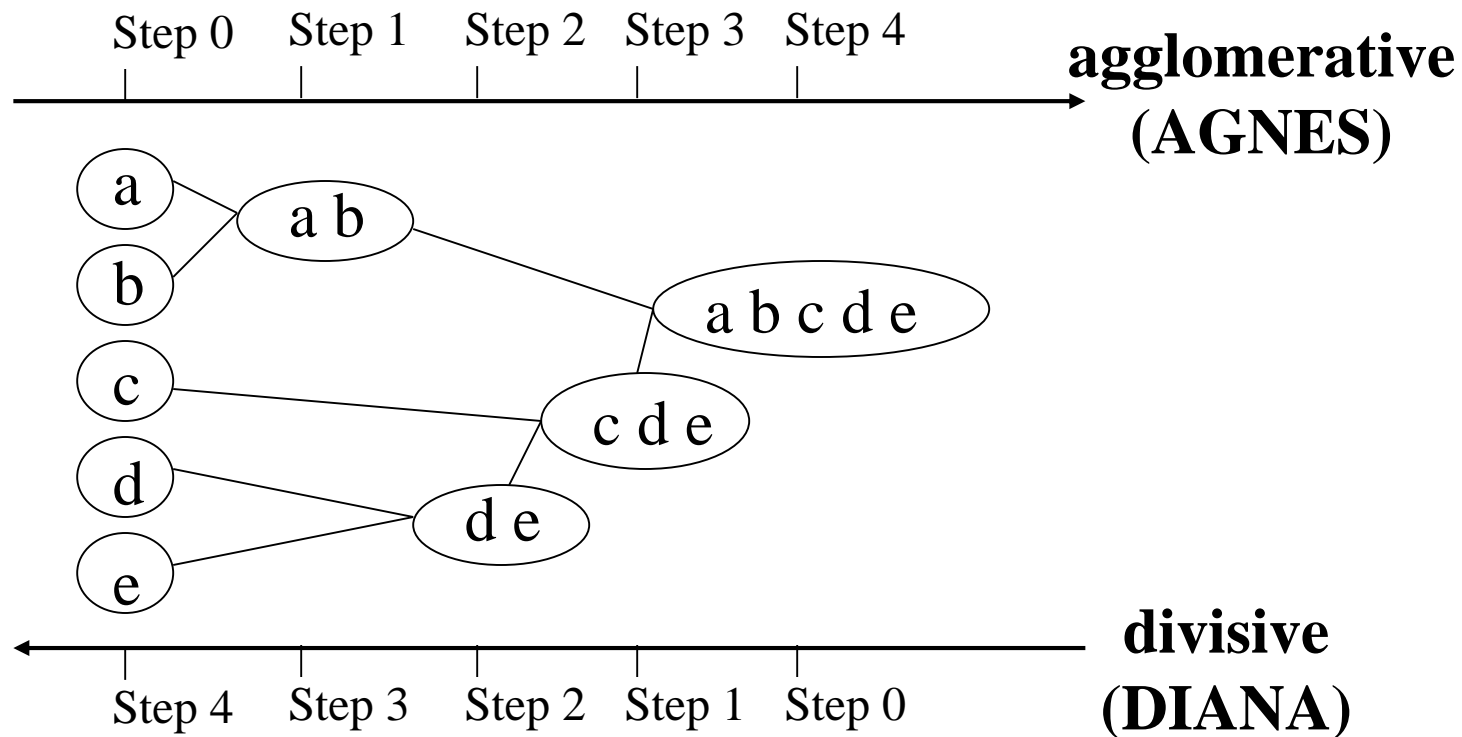 Step 0 Step 1 Step 2 Step 3 Step 4
agglomerative
(AGNES)
a
a b
b
a b c d e
c
c d e
d
d e
e
divisive
(DIANA)
Step 4 Step 3 Step 2 Step 1 Step 0